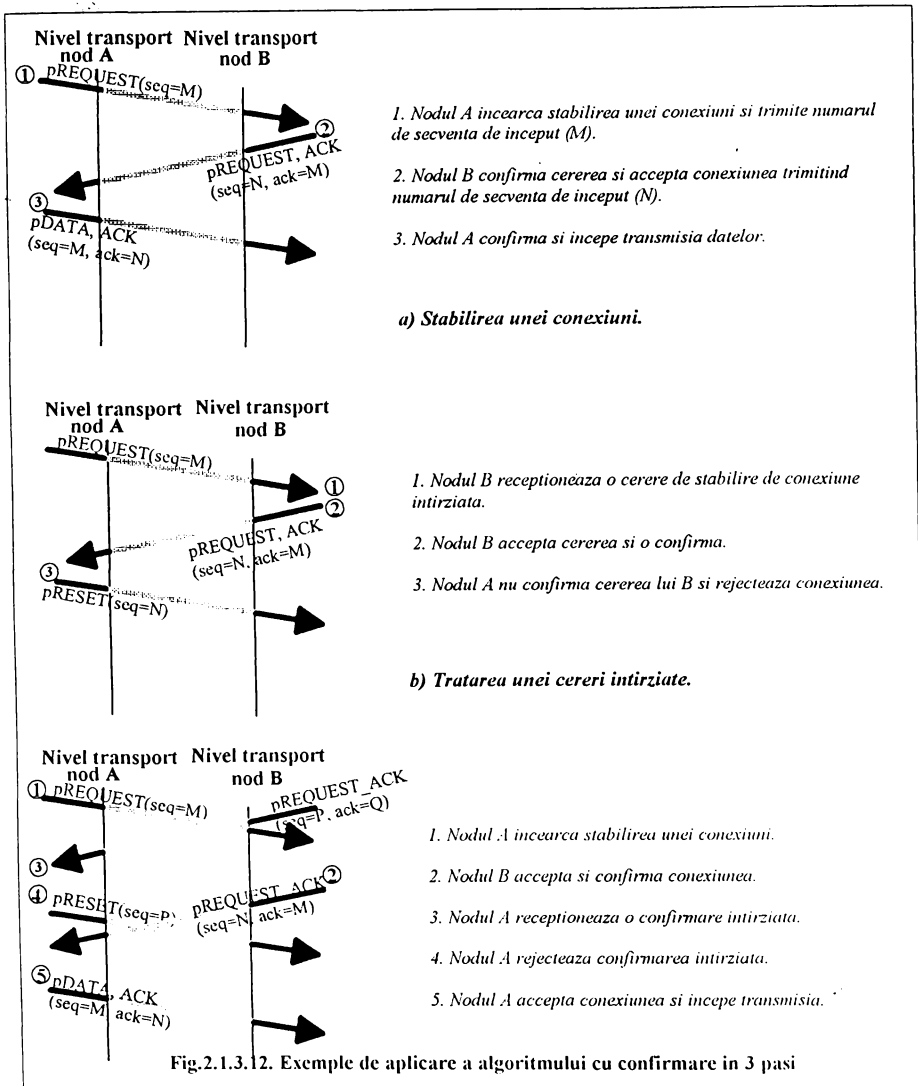 Nivel transport nod A
Nivel transport nod B
① pREQUEST(seq=M)
②
pREQUEST, ACK
(seq=N, ack=M)
③
pDATA, ACK
(seq=M, ack=N)
1. Nodul A incearca stabilirea unei conexiuni si trimite numarul
de secventa de inceput (M).
2. Nodul B confirma cererea si accepta conexiunea trimitind
numarul de secventa de inceput (N).
3. Nodul A confirma si incepe transmisia datelor.
a) Stabilirea unei conexiuni.
Nivel transport nod A
Nivel transport nod B
pREQUEST(seq=M)
①
②
pREQUEST, ACK
(seq=N, ack=M)
③
pRESET(seq=N)
1. Nodul B receptioneaza o cerere de stabilire de conexiune
intirziata.
2. Nodul B accepta cererea si o confirma.
3. Nodul A nu confirma cererea lui B si rejecteaza conexiunea.
b) Tratarea unei cereri intirziate.
Nivel transport nod A
Nivel transport nod B
① pREQUEST(seq=M)
pREQUEST_ACK
(seq=P, ack=Q)
③
④ pRESET(seq=P)
pREQUEST_ACK ②
(seq=N, ack=M)
⑤ pDATA, ACK
(seq=M, ack=N)
1. Nodul A incearca stabilirea unei conexiuni.
2. Nodul B accepta si confirma conexiunea.
3. Nodul A receptioneaza o confirmare intirziata.
4. Nodul A rejecteaza confirmarea intirziata.
5. Nodul A accepta conexiunea si incepe transmisia.
Fig.2.1.3.12. Exemple de aplicare a algoritmului cu confirmare in 3 pasi